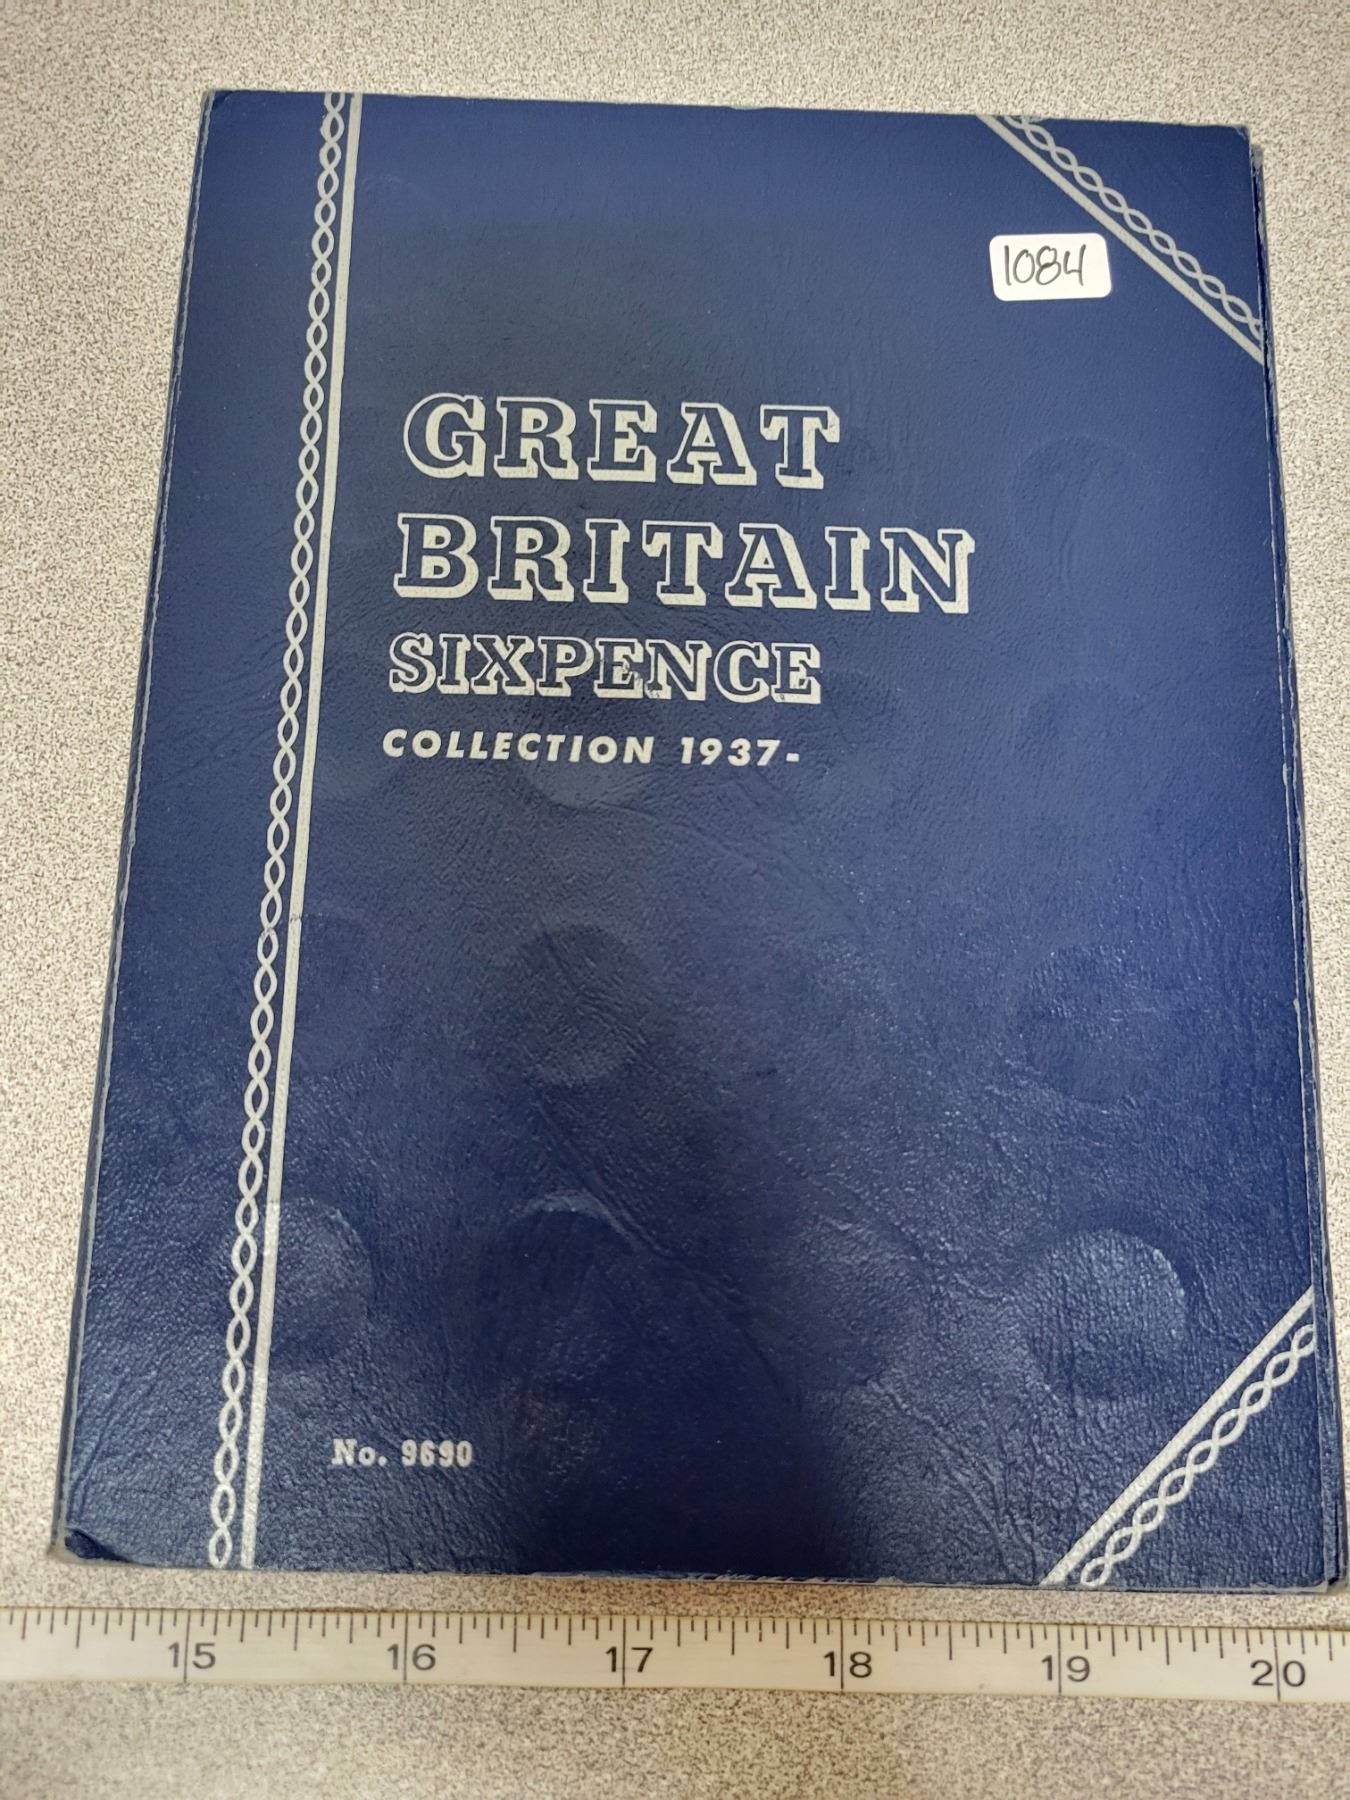 1084
GREAT
BRITAIN
SIXPENCE
COLLECTION 1937-
No. 9690
15 16 17 18 19 20